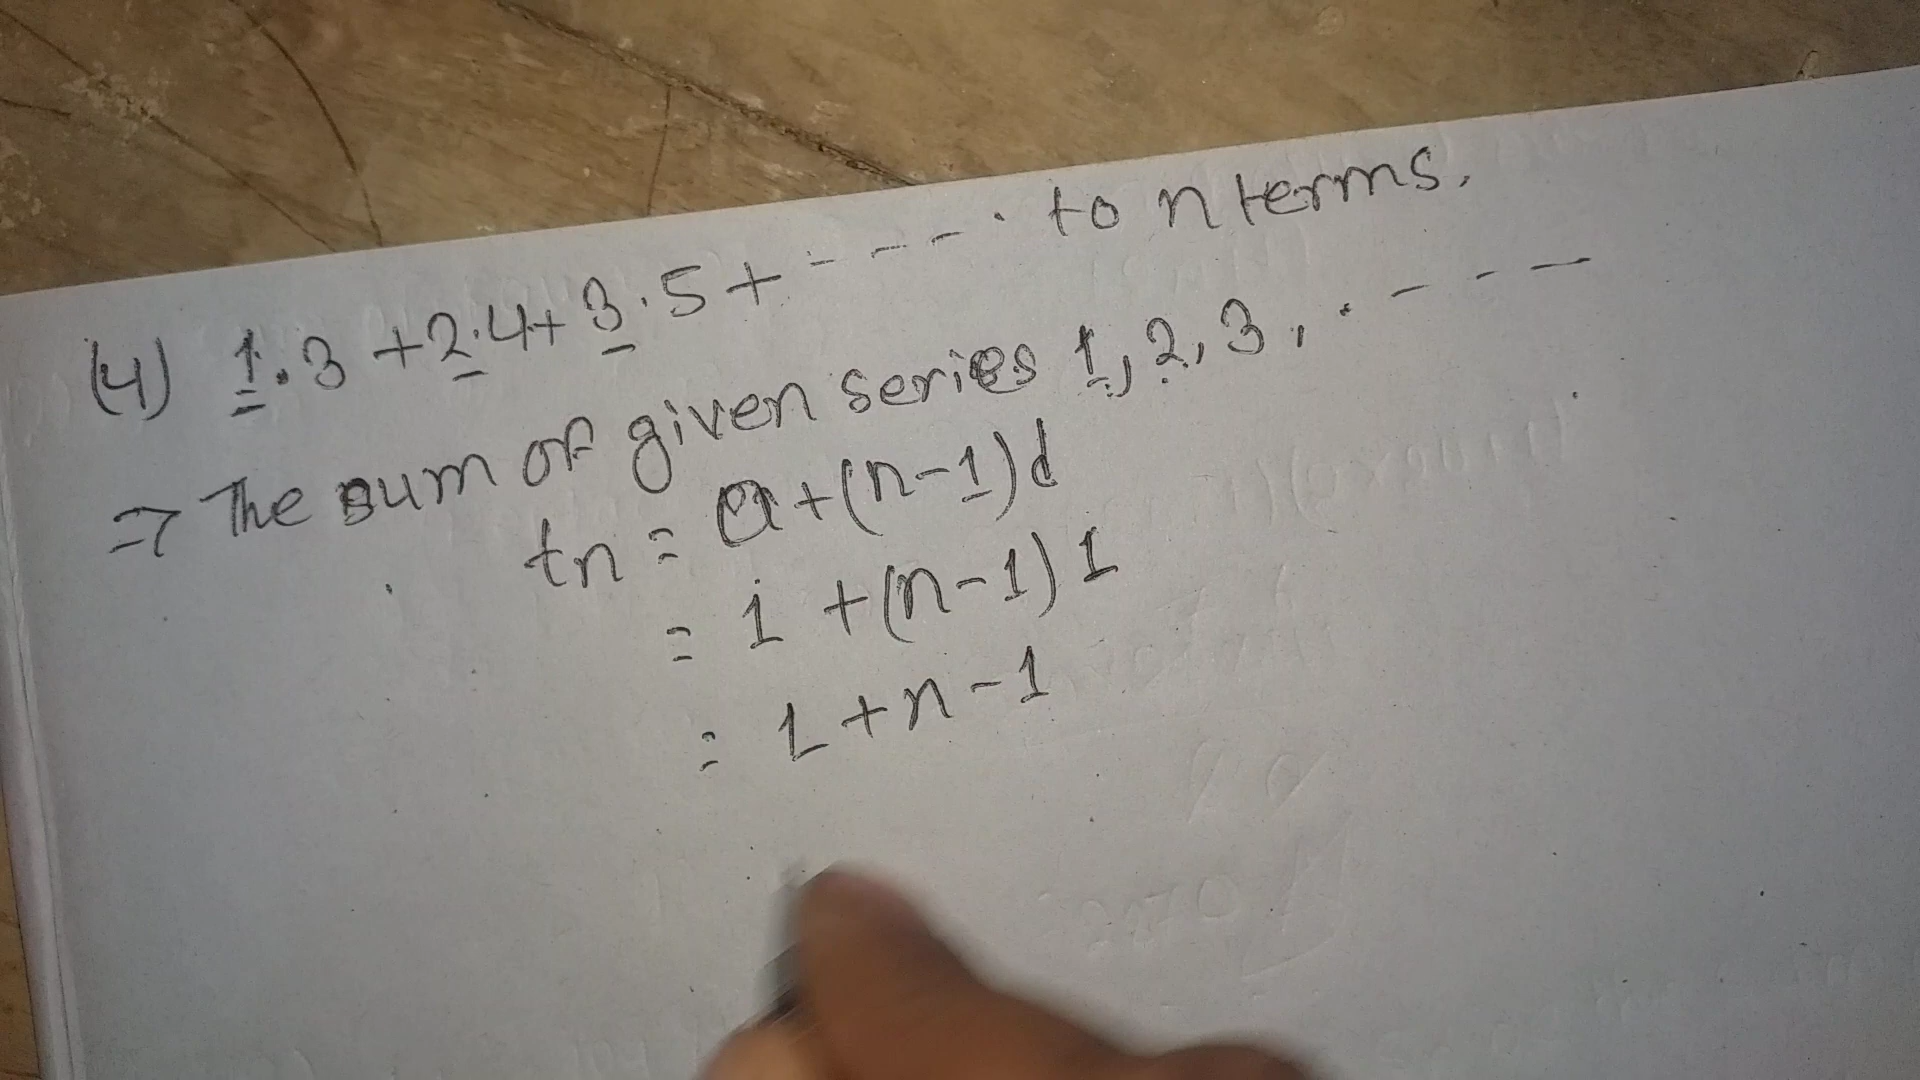 (4) 1.3 + 2.4 + 3.5 + - - - - . to n terms.
⇒ The sum of given series 1, 2, 3, . - - -
tn = a + (n-1)d
= 1 + (n-1) 1
= 1 + n - 1